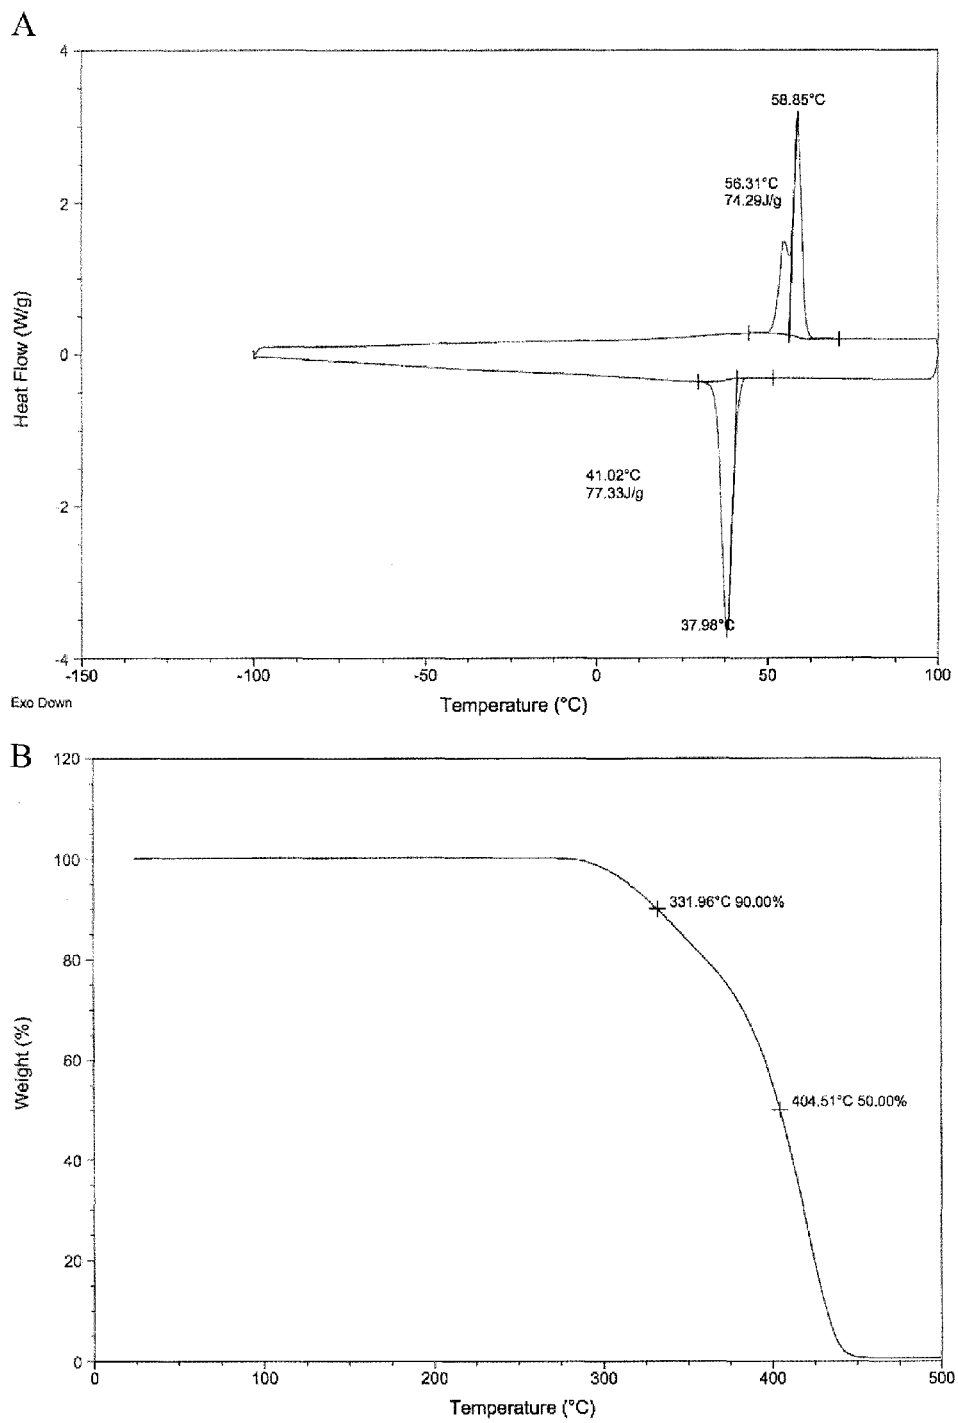 A
4
58.85°C
56.31°C
74.29J/g
2
0
Heat Flow (W/g)
41.02°C
77.33J/g
-2
37.98°C
-4
-150
-100
-50
0
50
100
Exo Down
Temperature (°C)
B
120
100
331.96°C 90.00%
80
Weight (%)
60
404.51°C 50.00%
40
20
0
0
100
200
300
400
500
Temperature (°C)